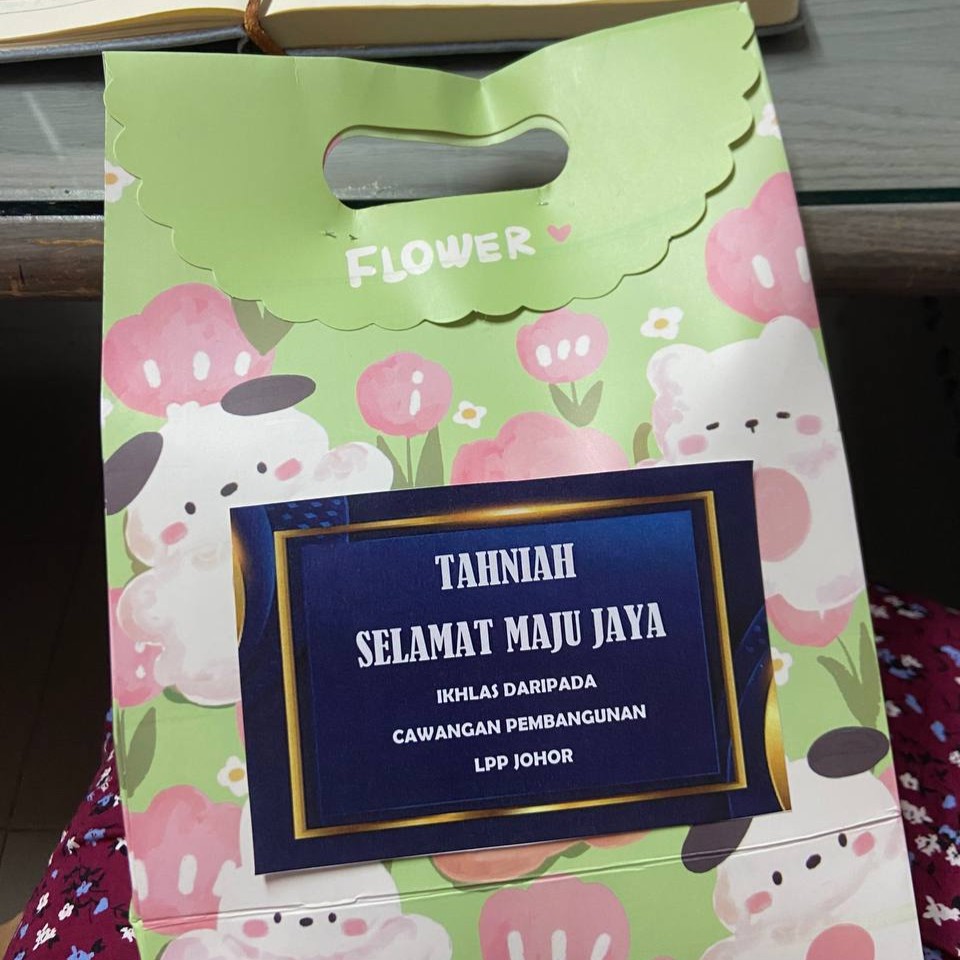 FLOWER
TAHNIAH
SELAMAT MAJU JAYA
IKHLAS DARIPADA
CAWANGAN PEMBANGUNAN
LPP JOHOR